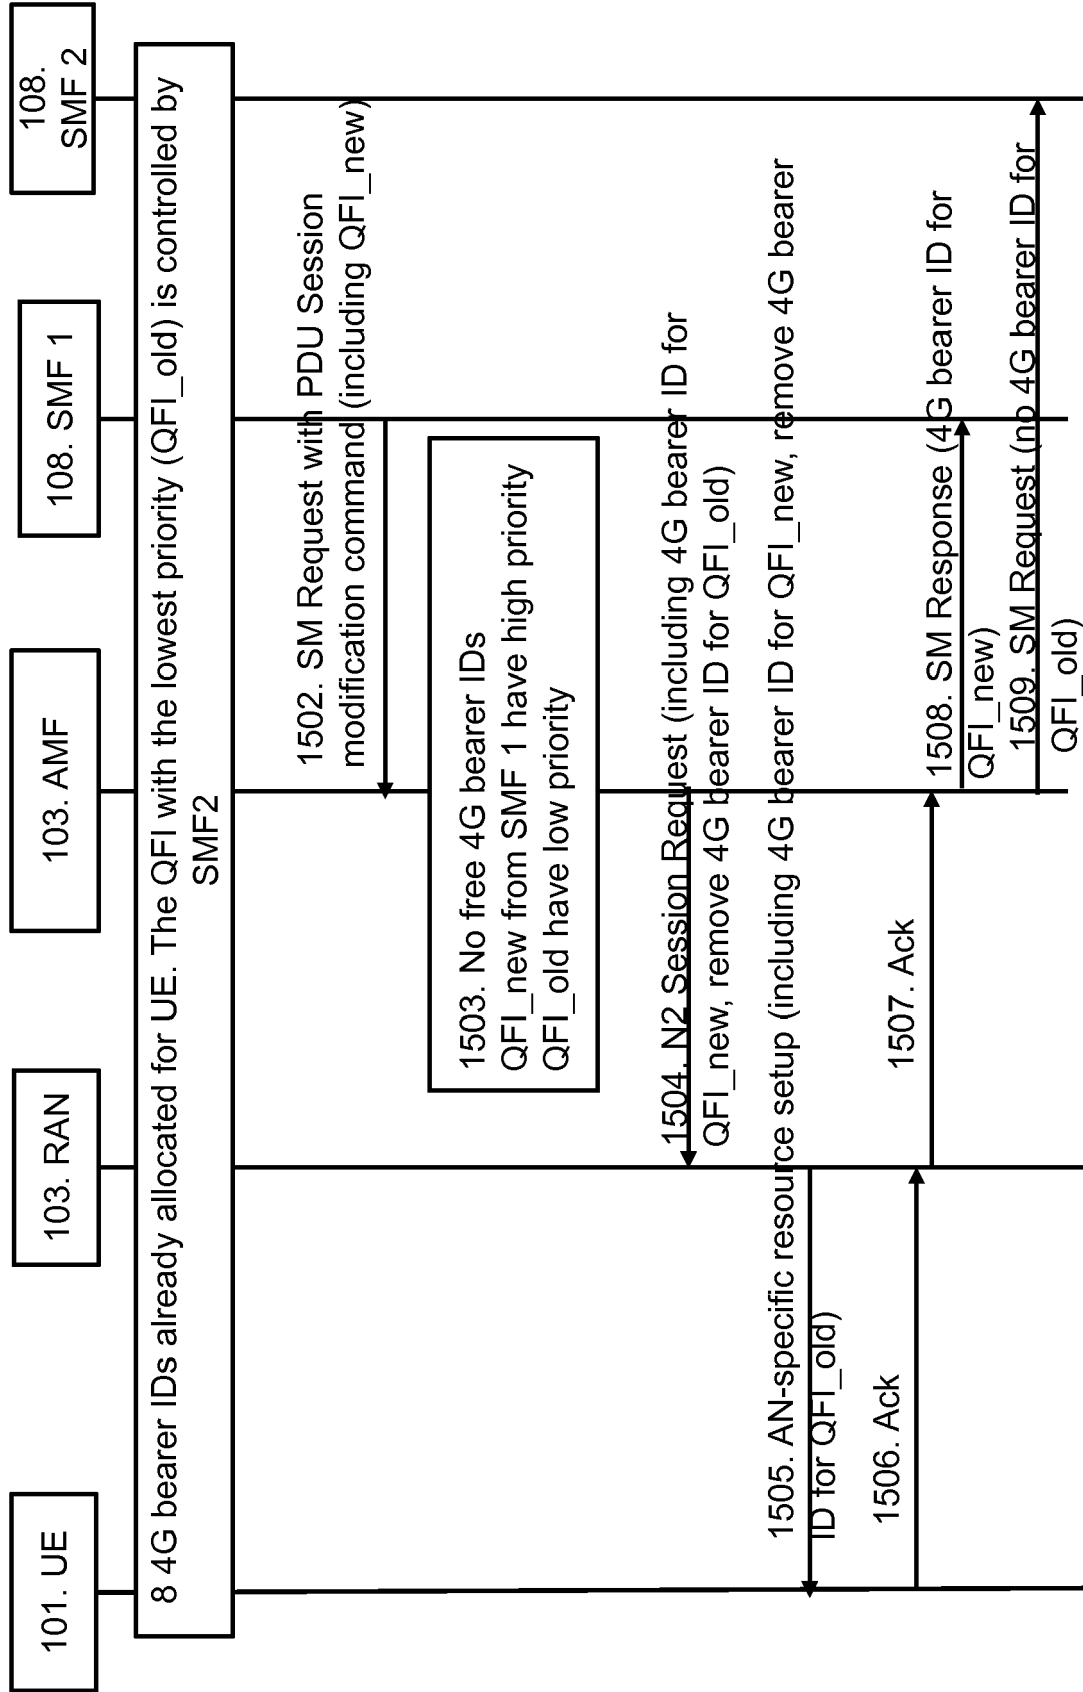 101. UE
103. RAN
103. AMF
108. SMF 1
108.
SMF 2
8 4G bearer IDs already allocated for UE. The QFI with the lowest priority (QFI_old) is controlled by
SMF2
1502. SM Request with PDU Session
modification command (including QFI_new)
1503. No free 4G bearer IDs
QFI_new from SMF 1 have high priority
QFI_old have low priority
1504. N2 Session Request (including 4G bearer ID for
QFI_new, remove 4G bearer ID for QFI_old)
1505. AN-specific resource setup (including 4G bearer ID for QFI_new, remove 4G bearer
ID for QFI_old)
1506. Ack
1507. Ack
1508. SM Response (4G bearer ID for
QFI_new)
1509. SM Request (no 4G bearer ID for
QFI_old)